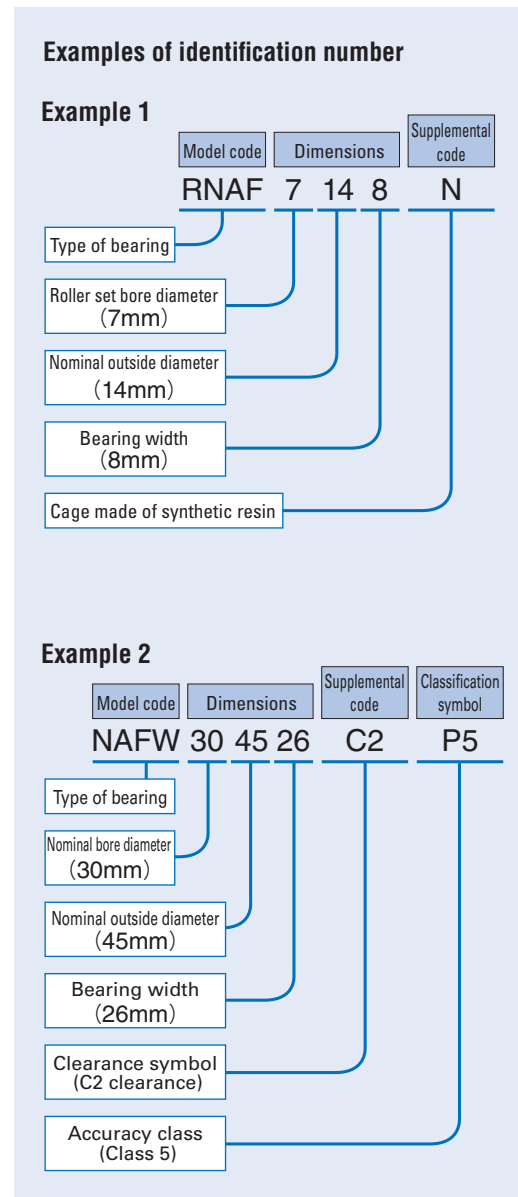 Examples of identification number
Example 1
Model code Dimensions Supplemental
code
RNAF 7 14 8 N
Type of bearing
Roller set bore diameter
（7mm）
Nominal outside diameter
（14mm）
Bearing width
（8mm）
Cage made of synthetic resin
Example 2
Model code Dimensions Supplemental
code Classification
symbol
NAFW 30 45 26 C2 P5
Type of bearing
Nominal bore diameter
（30mm）
Nominal outside diameter
（45mm）
Bearing width
（26mm）
Clearance symbol
(C2 clearance)
Accuracy class
(Class 5)